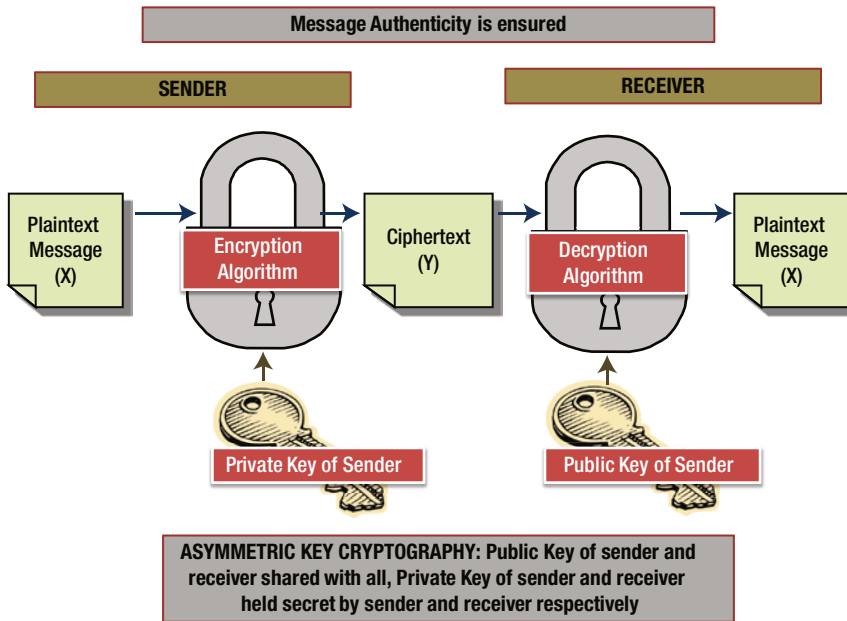 Message Authenticity is ensured
SENDER
RECEIVER
Plaintext
Message
(X)
Encryption
Algorithm
Ciphertext
(Y)
Decryption
Algorithm
Plaintext
Message
(X)
Private Key of Sender
Public Key of Sender
ASYMMETRIC KEY CRYPTOGRAPHY: Public Key of sender and
receiver shared with all, Private Key of sender and receiver
held secret by sender and receiver respectively